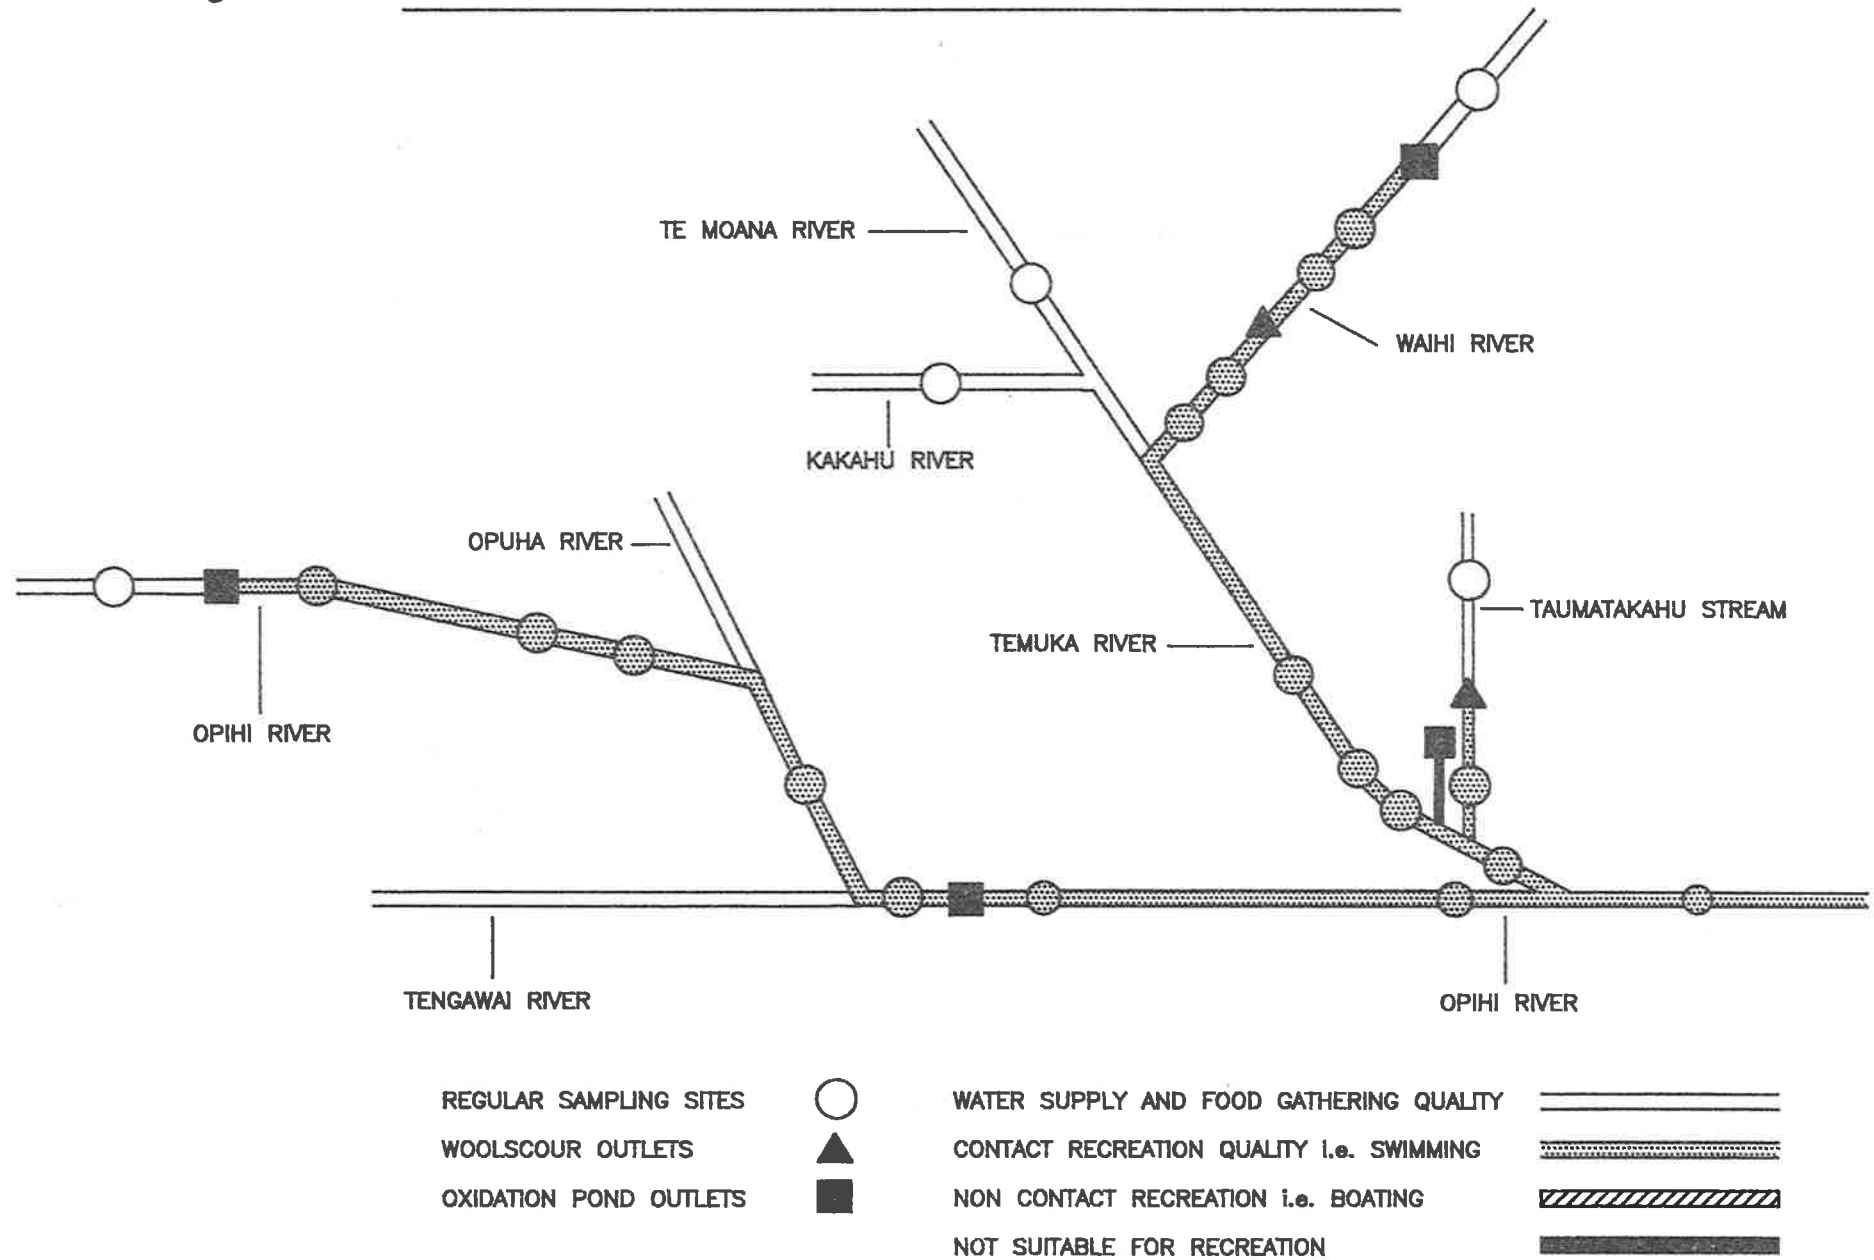 TE MOANA RIVER
WAIHI RIVER
KAKAHU RIVER
OPUHA RIVER
TAUMATAKAHU STREAM
TEMUKA RIVER
OPIHI RIVER
TENGAWAI RIVER
OPIHI RIVER
REGULAR SAMPLING SITES
WOOLSCOUR OUTLETS
OXIDATION POND OUTLETS
WATER SUPPLY AND FOOD GATHERING QUALITY
CONTACT RECREATION QUALITY i.e. SWIMMING
NON CONTACT RECREATION i.e. BOATING
NOT SUITABLE FOR RECREATION